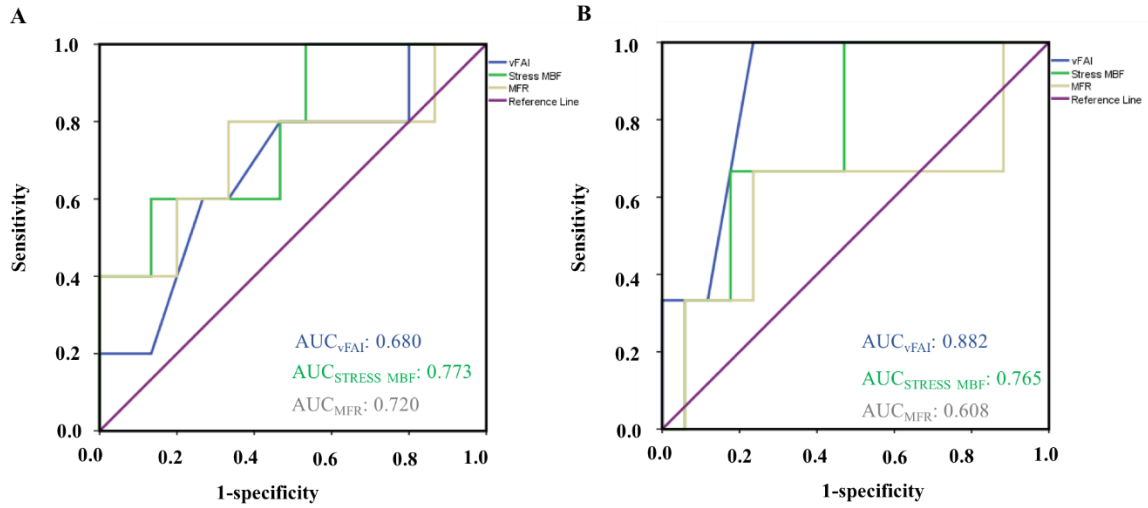 A
Sensitivity
1.0
0.8
0.6
0.4
0.2
0.0
vFAI
Stress MBF
MFR
Reference Line
AUCvFAI: 0.680
AUCSTRESS MBF: 0.773
AUCMFR: 0.720
0.0 0.2 0.4 0.6 0.8 1.0
1-specificity
B
Sensitivity
1.0
0.8
0.6
0.4
0.2
0.0
vFAI
Stress MBF
MFR
Reference Line
AUCvFAI: 0.882
AUCSTRESS MBF: 0.765
AUCMFR: 0.608
0.0 0.2 0.4 0.6 0.8 1.0
1-specificity